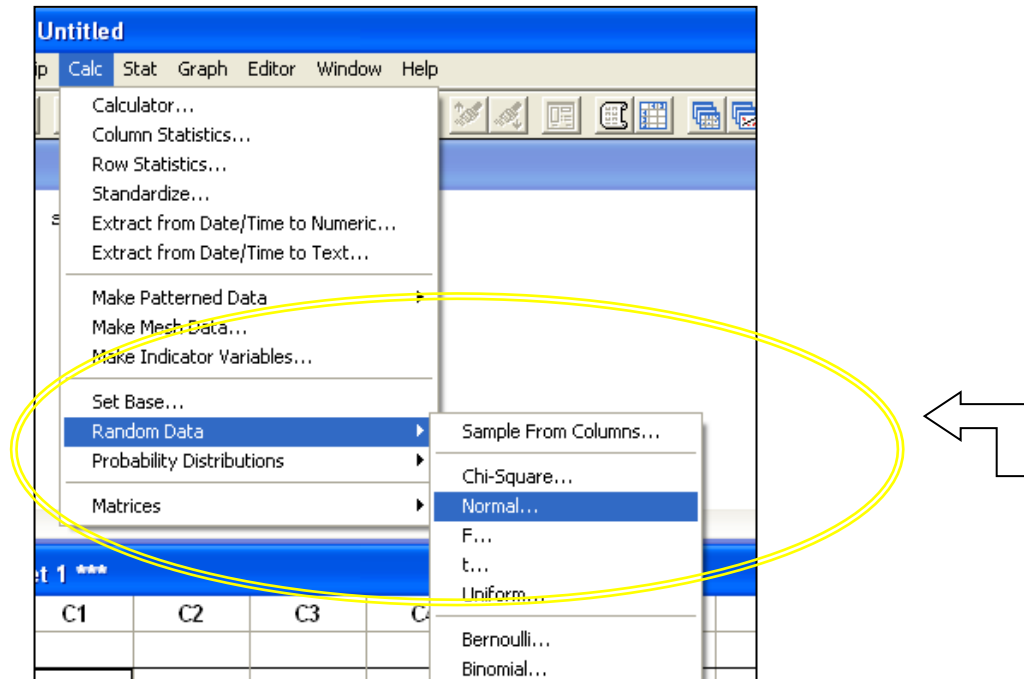 Untitled
ip Calc Stat Graph Editor Window Help
Calculator...
Column Statistics...
Row Statistics...
Standardize...
Extract from Date/Time to Numeric...
Extract from Date/Time to Text...
Make Patterned Data
Make Mesh Data...
Make Indicator Variables...
Set Base...
Random Data
Probability Distributions
Matrices
Sample From Columns...
Chi-Square...
Normal...
F...
t...
Uniform...
Bernoulli...
Binomial...
et 1 ***
C1 C2 C3 C4